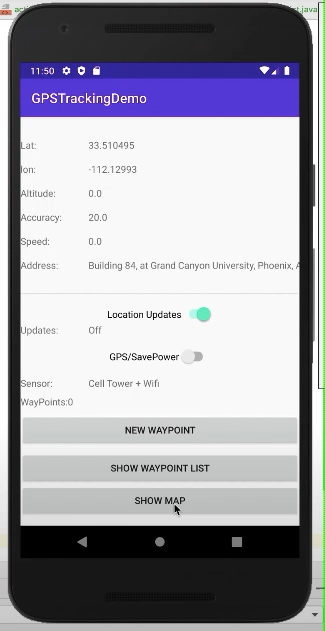 11:50
GPSTrackingDemo
Lat: 33.510495
lon: -112.12993
Altitude: 0.0
Accuracy: 20.0
Speed: 0.0
Address: Building 84, at Grand Canyon University, Phoenix, A
Location Updates
Updates: Off
GPS/SavePower
Sensor: Cell Tower + Wifi
WayPoints:0
NEW WAYPOINT
SHOW WAYPOINT LIST
SHOW MAP